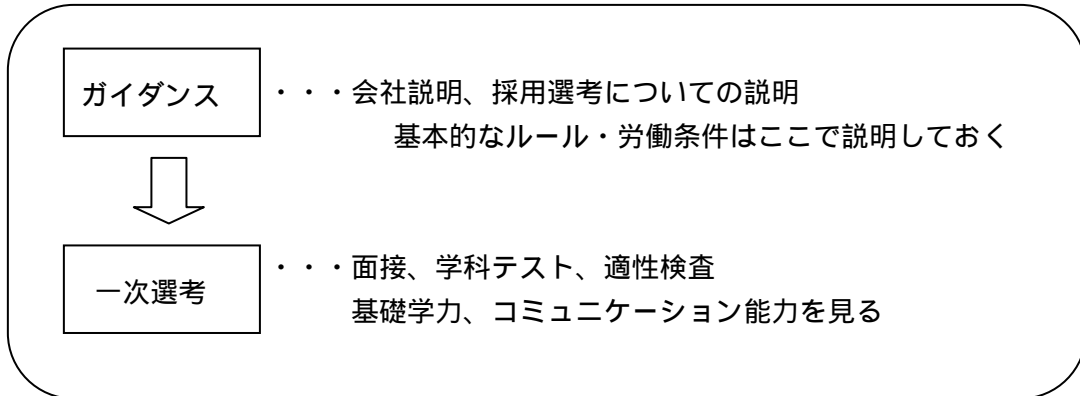 ガイダンス ・・・会社説明、採用選考についての説明
基本的なルール・労働条件はここで説明しておく
一次選考 ・・・面接、学科テスト、適性検査
基礎学力、コミュニケーション能力を見る